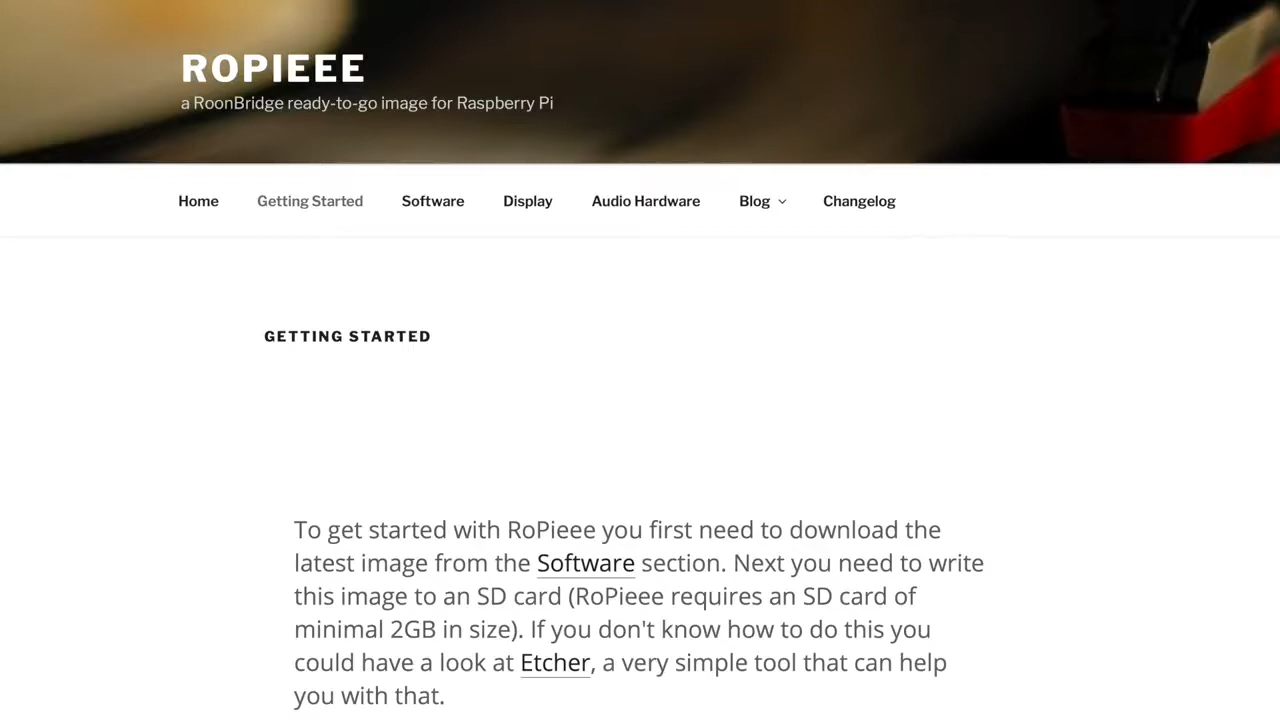 ROPIEEE
a RoonBridge ready-to-go image for Raspberry Pi
Home Getting Started Software Display Audio Hardware Blog Changelog
GETTING STARTED
To get started with RoPieee you first need to download the
latest image from the Software section. Next you need to write
this image to an SD card (RoPieee requires an SD card of
minimal 2GB in size). If you don't know how to do this you
could have a look at Etcher, a very simple tool that can help
you with that.